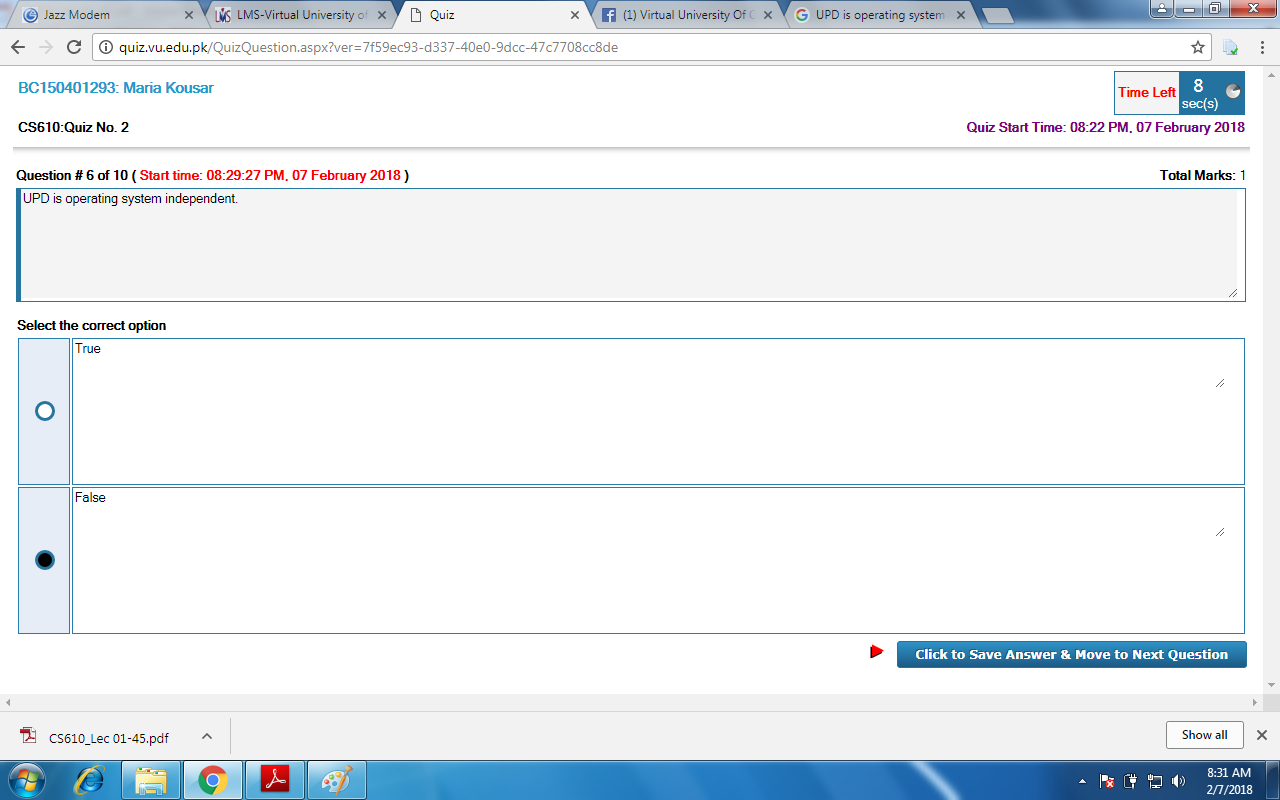 Jazz Modem
LMS-Virtual University of
Quiz
(1) Virtual University Of C
UPD is operating system
quiz.vu.edu.pk/QuizQuestion.aspx?ver=7f59ec93-d337-40e0-9dcc-47c7708cc8de
BC150401293: Maria Kousar
Time Left 8 sec(s)
CS610:Quiz No. 2
Quiz Start Time: 08:22 PM, 07 February 2018
Question # 6 of 10 ( Start time: 08:29:27 PM, 07 February 2018 )
Total Marks: 1
UPD is operating system independent.
Select the correct option
True
False
Click to Save Answer & Move to Next Question
CS610_Lec 01-45.pdf
Show all
8:31 AM
2/7/2018